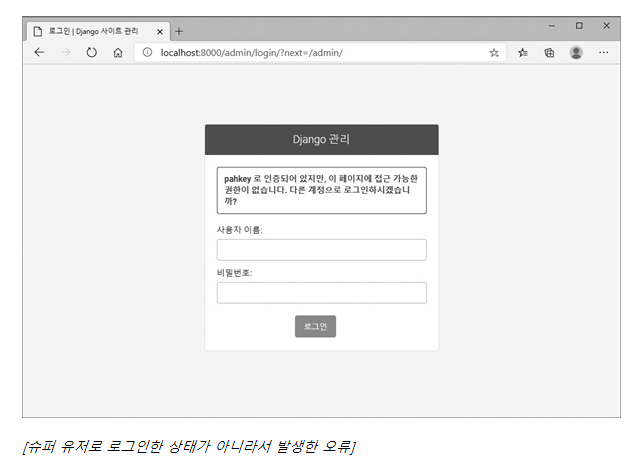 로그인 | Django 사이트 관리
localhost:8000/admin/login/?next=/admin/
Django 관리
pahkey 로 인증되어 있지만, 이 페이지에 접근 가능한
권한이 없습니다. 다른 계정으로 로그인하시겠습니
까?
사용자 이름:
비밀번호:
로그인
[슈퍼 유저로 로그인한 상태가 아니라서 발생한 오류]